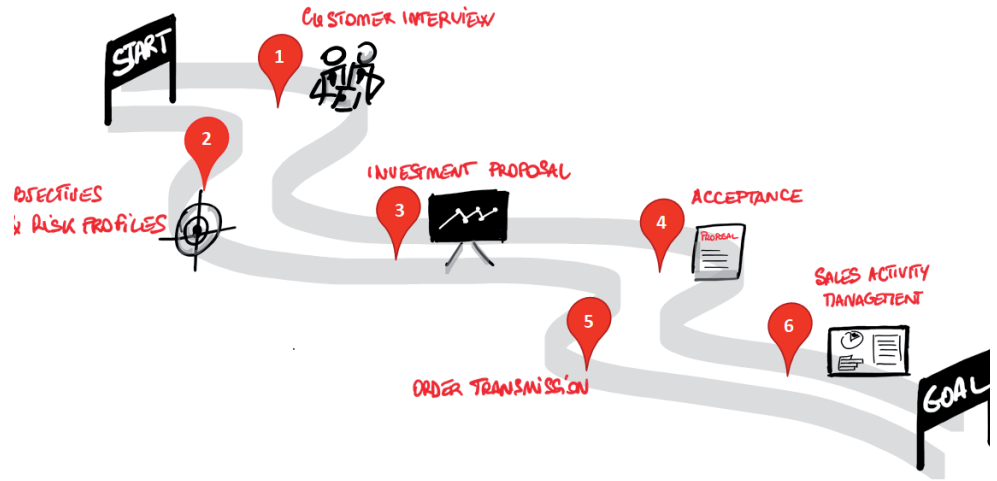 START
1
CUSTOMER INTERVIEW
2
BJECTIVES
& RISK PROFILES
3
INVESTMENT PROPOSAL
4
ACCEPTANCE
PROPOSAL
5
ORDER TRANSMISSION
6
SALES ACTIVITY
MANAGEMENT
GOAL